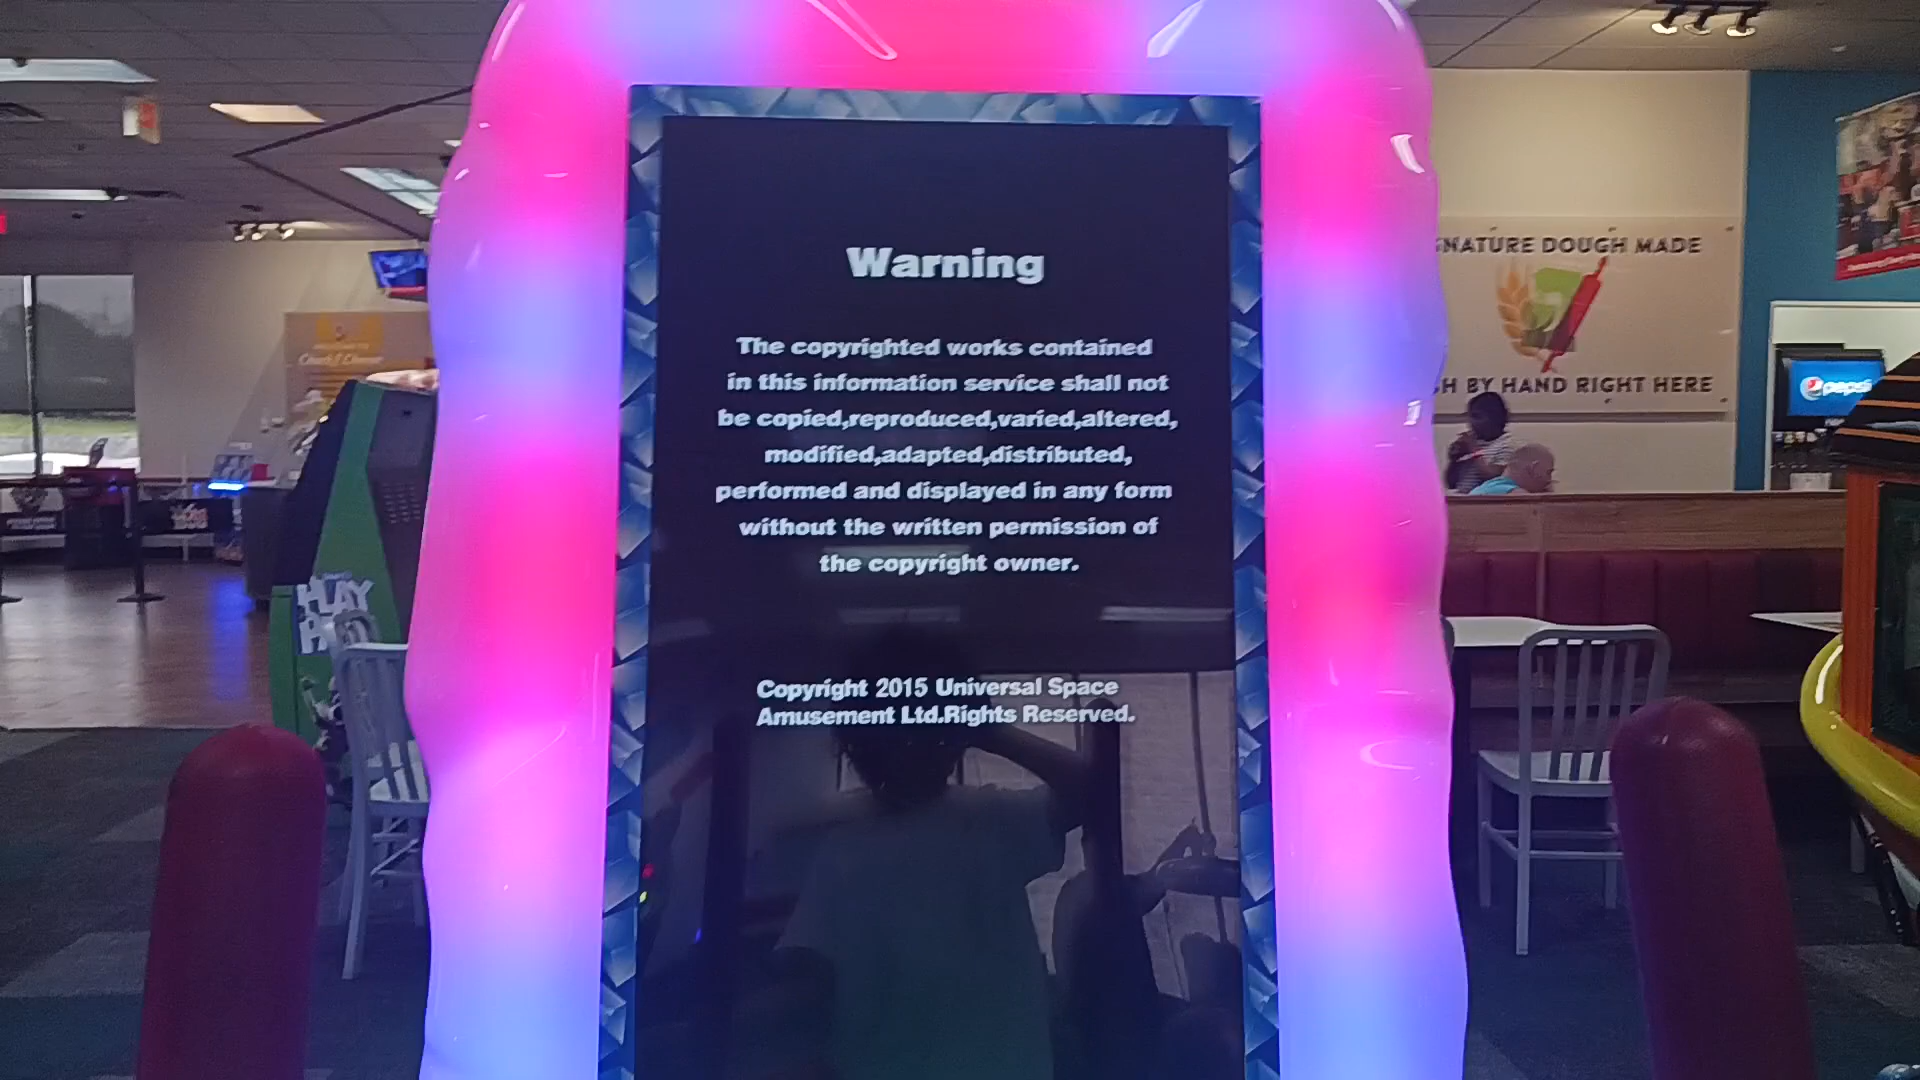 Warning
The copyrighted works contained
in this information service shall not
be copied,reproduced,varied,altered,
modified,adapted,distributed,
performed and displayed in any form
without the written permission of
the copyright owner.
Copyright 2015 Universal Space
Amusement Ltd.Rights Reserved.
NATURE DOUGH MADE
H BY HAND RIGHT HERE
pepsi
PLAY